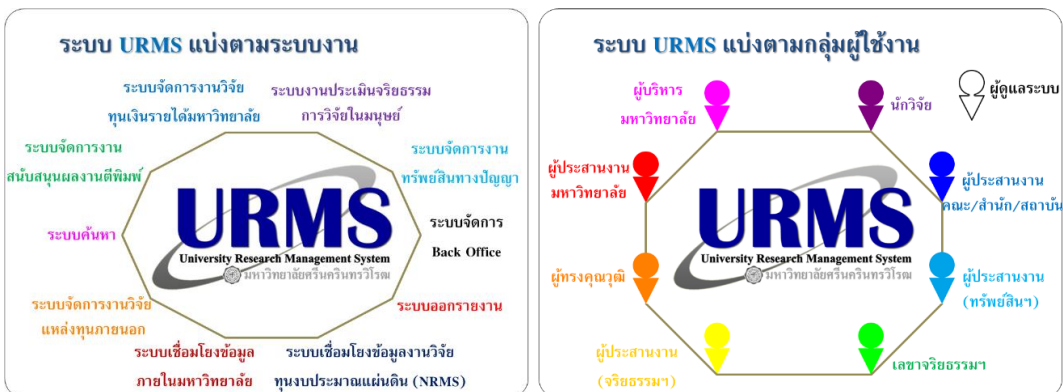 ระบบ URMS แบ่งตามระบบงาน
ระบบจัดการงานวิจัย
ทุนเงินรายได้มหาวิทยาลัย
ระบบงานประเมินจริยธรรม
การวิจัยในมนุษย์
ระบบจัดการงาน
สนับสนุนผลงานตีพิมพ์
ระบบจัดการงาน
ทรัพย์สินทางปัญญา
ระบบค้นหา
URMS
University Research Management System
มหาวิทยาลัยศรีนครินทรวิโรฒ
ระบบจัดการ
Back Office
ระบบจัดการงานวิจัย
แหล่งทุนภายนอก
ระบบออกรายงาน
ระบบเชื่อมโยงข้อมูล
ภายในมหาวิทยาลัย
ระบบเชื่อมโยงข้อมูลงานวิจัย
ทุนงบประมาณแผ่นดิน (NRMS)
ระบบ URMS แบ่งตามกลุ่มผู้ใช้งาน
ผู้บริหาร
มหาวิทยาลัย
นักวิจัย
ผู้ดูแลระบบ
ผู้ประสานงาน
มหาวิทยาลัย
ผู้ประสานงาน
คณะ/สำนัก/สถาบัน
URMS
University Research Management System
มหาวิทยาลัยศรีนครินทรวิโรฒ
ผู้ทรงคุณวุฒิ
ผู้ประสานงาน
(ทรัพย์สินฯ)
ผู้ประสานงาน
(จริยธรรมฯ)
เลขาจริยธรรมฯ